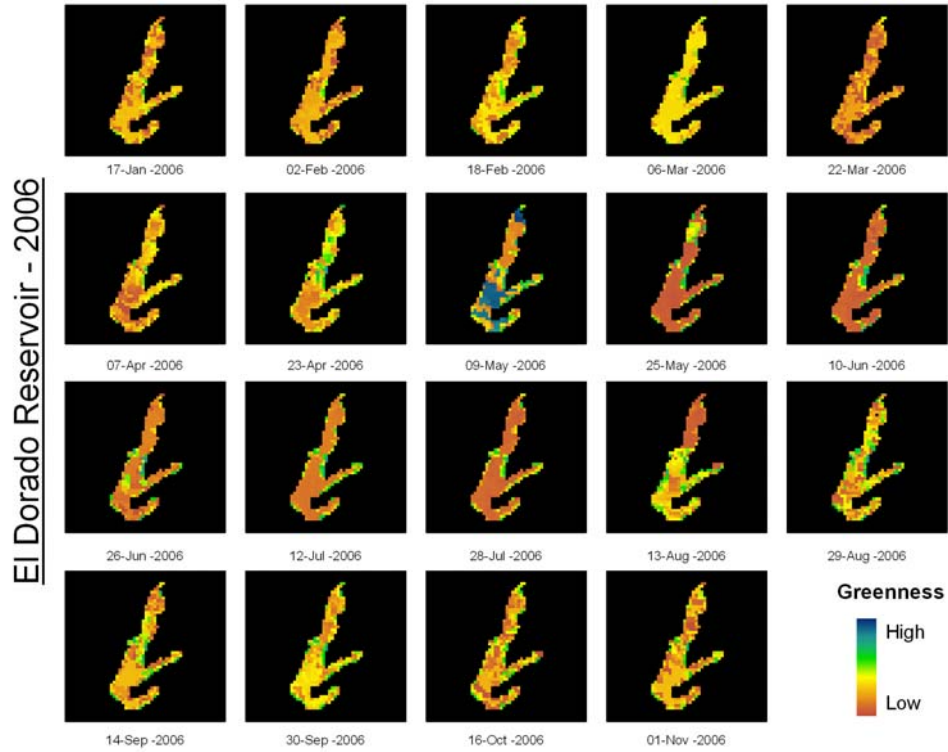 El Dorado Reservoir - 2006
17-Jan -2006
02-Feb -2006
18-Feb -2006
06-Mar -2006
22-Mar -2006
07-Apr -2006
23-Apr -2006
09-May -2006
25-May -2006
10-Jun -2006
26-Jun -2006
12-Jul -2006
28-Jul -2006
13-Aug -2006
29-Aug -2006
14-Sep -2006
30-Sep -2006
16-Oct -2006
01-Nov -2006
Greenness
High
Low